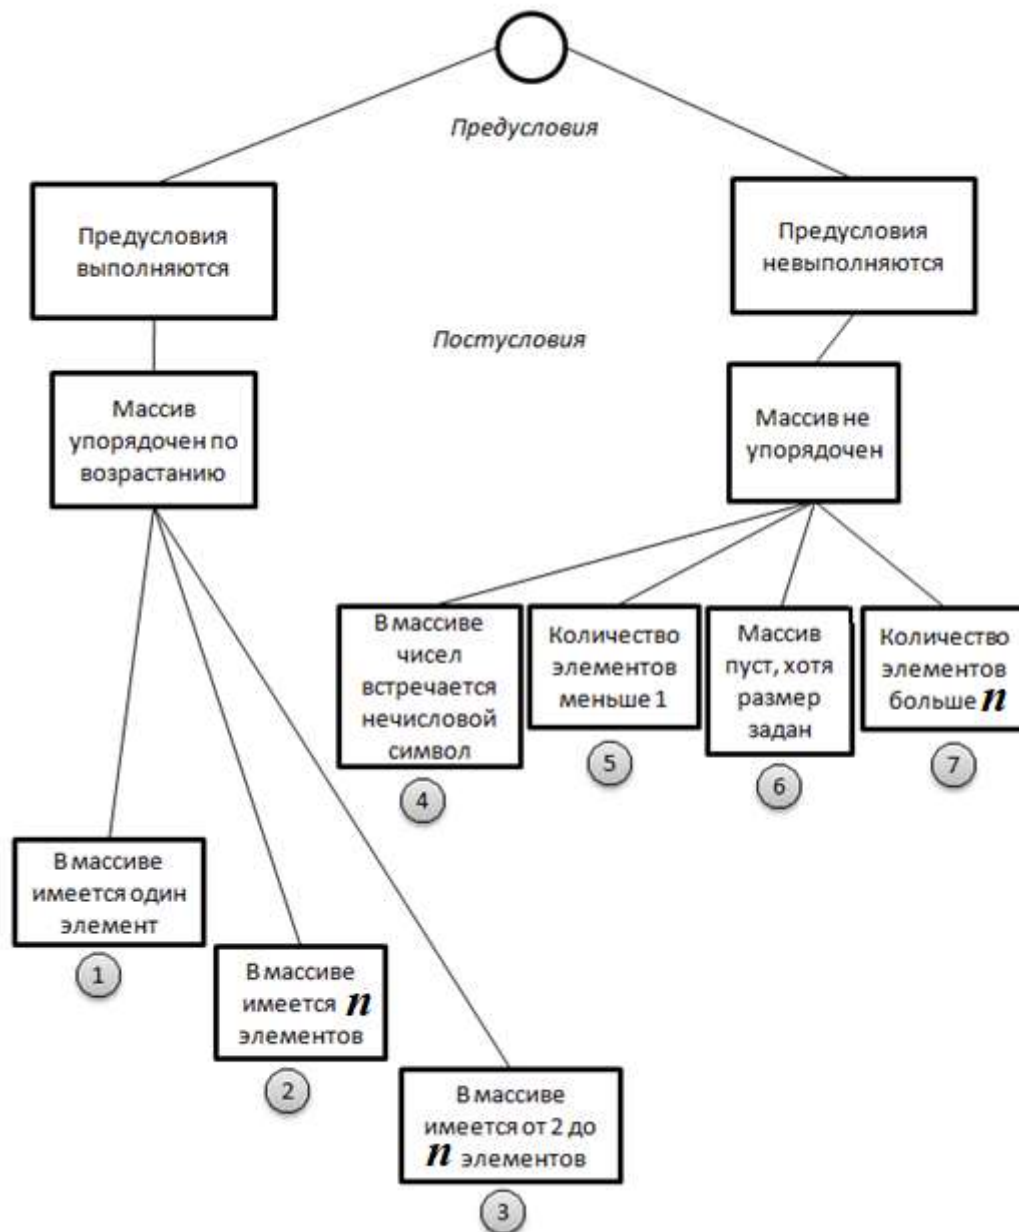 Предусловия
Предусловия
выполняются
Предусловия
невыполняются
Постусловия
Массив
упорядочен по
возрастанию
Массив не
упорядочен
В массиве
чисел
встречается
нечисловой
символ
4
Количество
элементов
меньше 1
5
Массив
пуст, хотя
размер
задан
6
Количество
элементов
больше n
7
В массиве
имеется один
элемент
1
В массиве
имеется n
элементов
2
В массиве
имеется от 2 до
n элементов
3